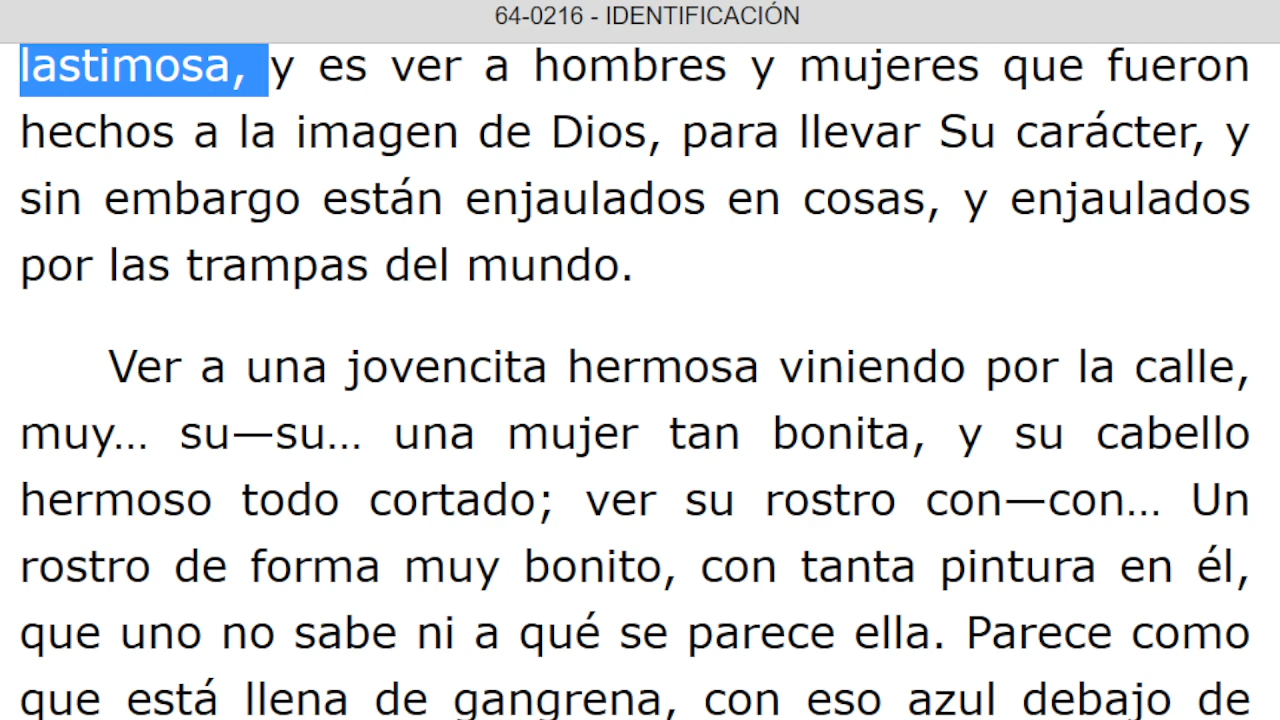 64-0216 - IDENTIFICACIÓN
lastimosa, y es ver a hombres y mujeres que fueron
hechos a la imagen de Dios, para llevar Su carácter, y
sin embargo están enjaulados en cosas, y enjaulados
por las trampas del mundo.
Ver a una jovencita hermosa viniendo por la calle,
muy… su—su… una mujer tan bonita, y su cabello
hermoso todo cortado; ver su rostro con—con… Un
rostro de forma muy bonito, con tanta pintura en él,
que uno no sabe ni a qué se parece ella. Parece como
que está llena de gangrena, con eso azul debajo de